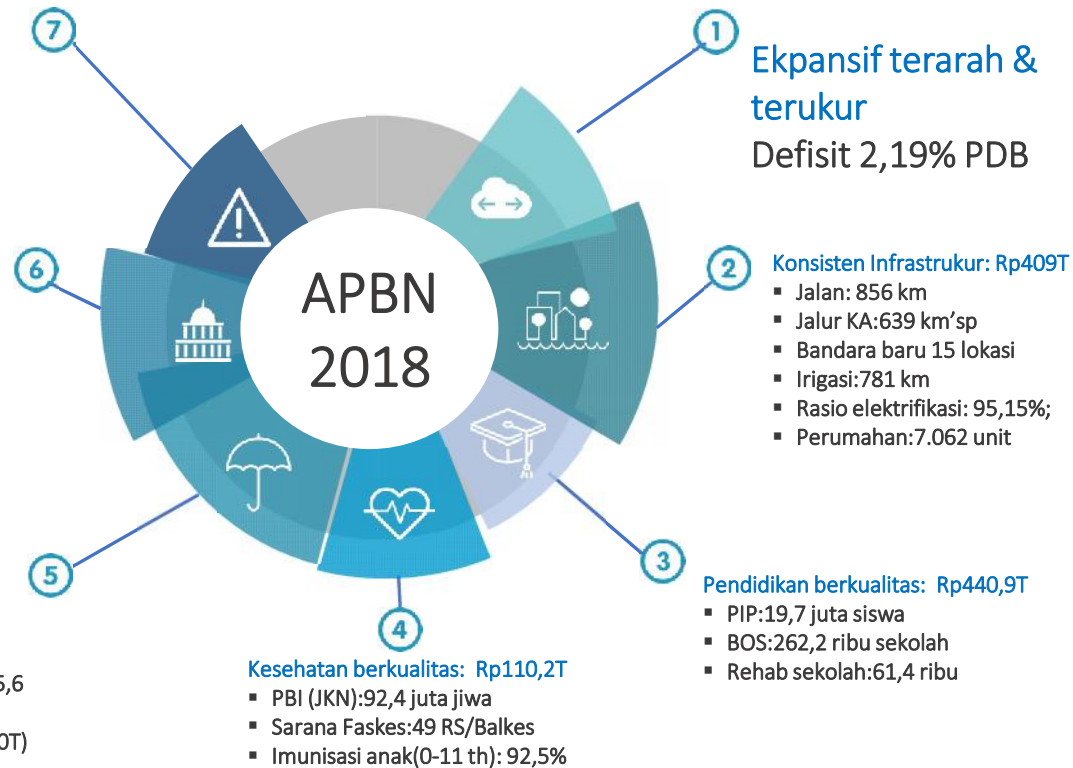 7
1
Ekpansif terarah &
terukur
Defisit 2,19% PDB
6
APBN
2018
2
Konsisten Infrastrukur: Rp409T
▪ Jalan: 856 km
▪ Jalur KA:639 km'sp
▪ Bandara baru 15 lokasi
▪ Irigasi:781 km
▪ Rasio elektrifikasi: 95,15%;
▪ Perumahan:7.062 unit
5
3
Pendidikan berkualitas: Rp440,9T
▪ PIP:19,7 juta siswa
▪ BOS:262,2 ribu sekolah
▪ Rehab sekolah:61,4 ribu
4
Kesehatan berkualitas: Rp110,2T
▪ PBI (JKN):92,4 juta jiwa
▪ Sarana Faskes:49 RS/Balkes
▪ Imunisasi anak(0-11 th): 92,5%